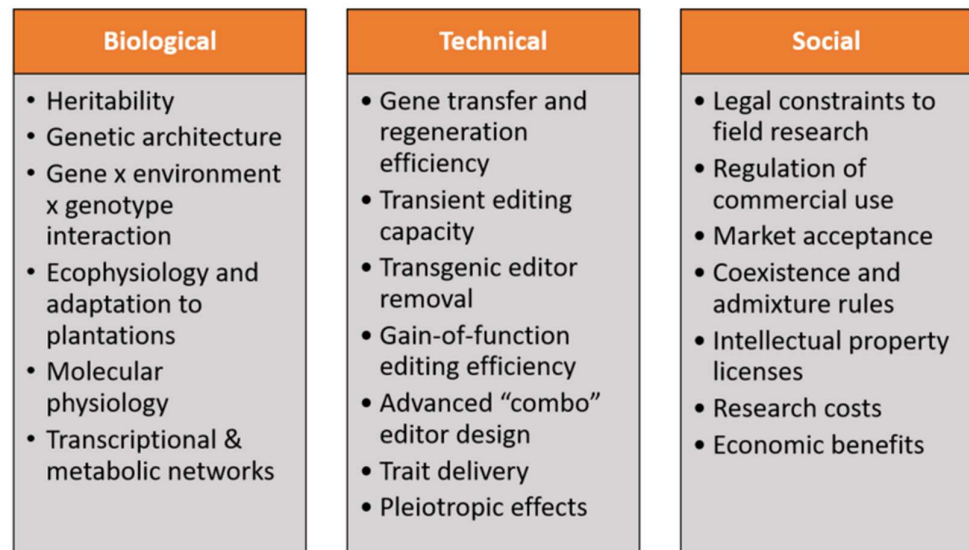 Biological
• Heritability
• Genetic architecture
• Gene x environment
x genotype
interaction
• Ecophysiology and
adaptation to
plantations
• Molecular
physiology
• Transcriptional &
metabolic networks
Technical
• Gene transfer and
regeneration
efficiency
• Transient editing
capacity
• Transgenic editor
removal
• Gain-of-function
editing efficiency
• Advanced “combo”
editor design
• Trait delivery
• Pleiotropic effects
Social
• Legal constraints to
field research
• Regulation of
commercial use
• Market acceptance
• Coexistence and
admixture rules
• Intellectual property
licenses
• Research costs
• Economic benefits